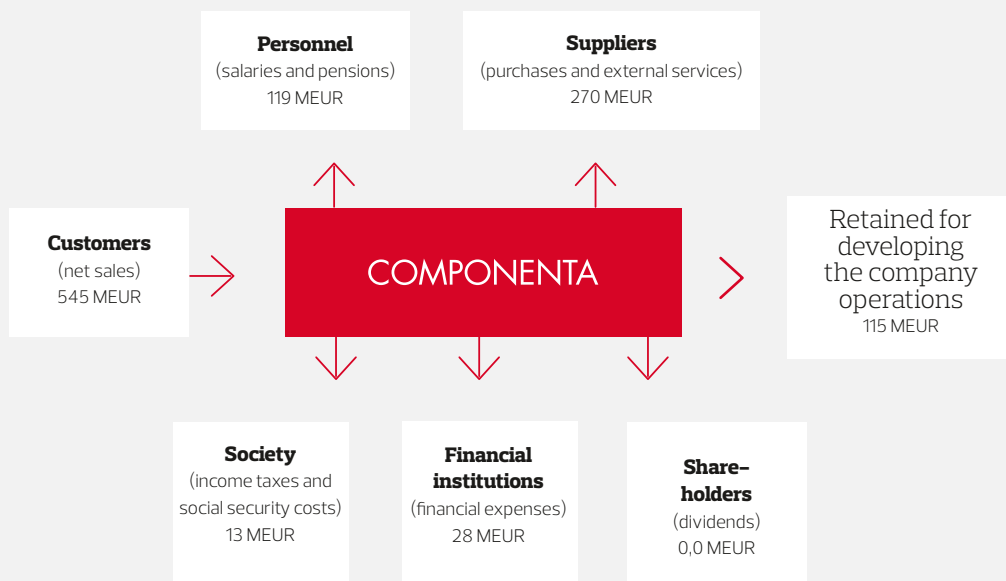 Personnel
(salaries and pensions)
119 MEUR
Suppliers
(purchases and external services)
270 MEUR
Customers
(net sales)
545 MEUR
COMPONENTA
Retained for
developing
the company
operations
115 MEUR
Society
(income taxes and
social security costs)
13 MEUR
Financial
institutions
(financial expenses)
28 MEUR
Share–
holders
(dividends)
0,0 MEUR